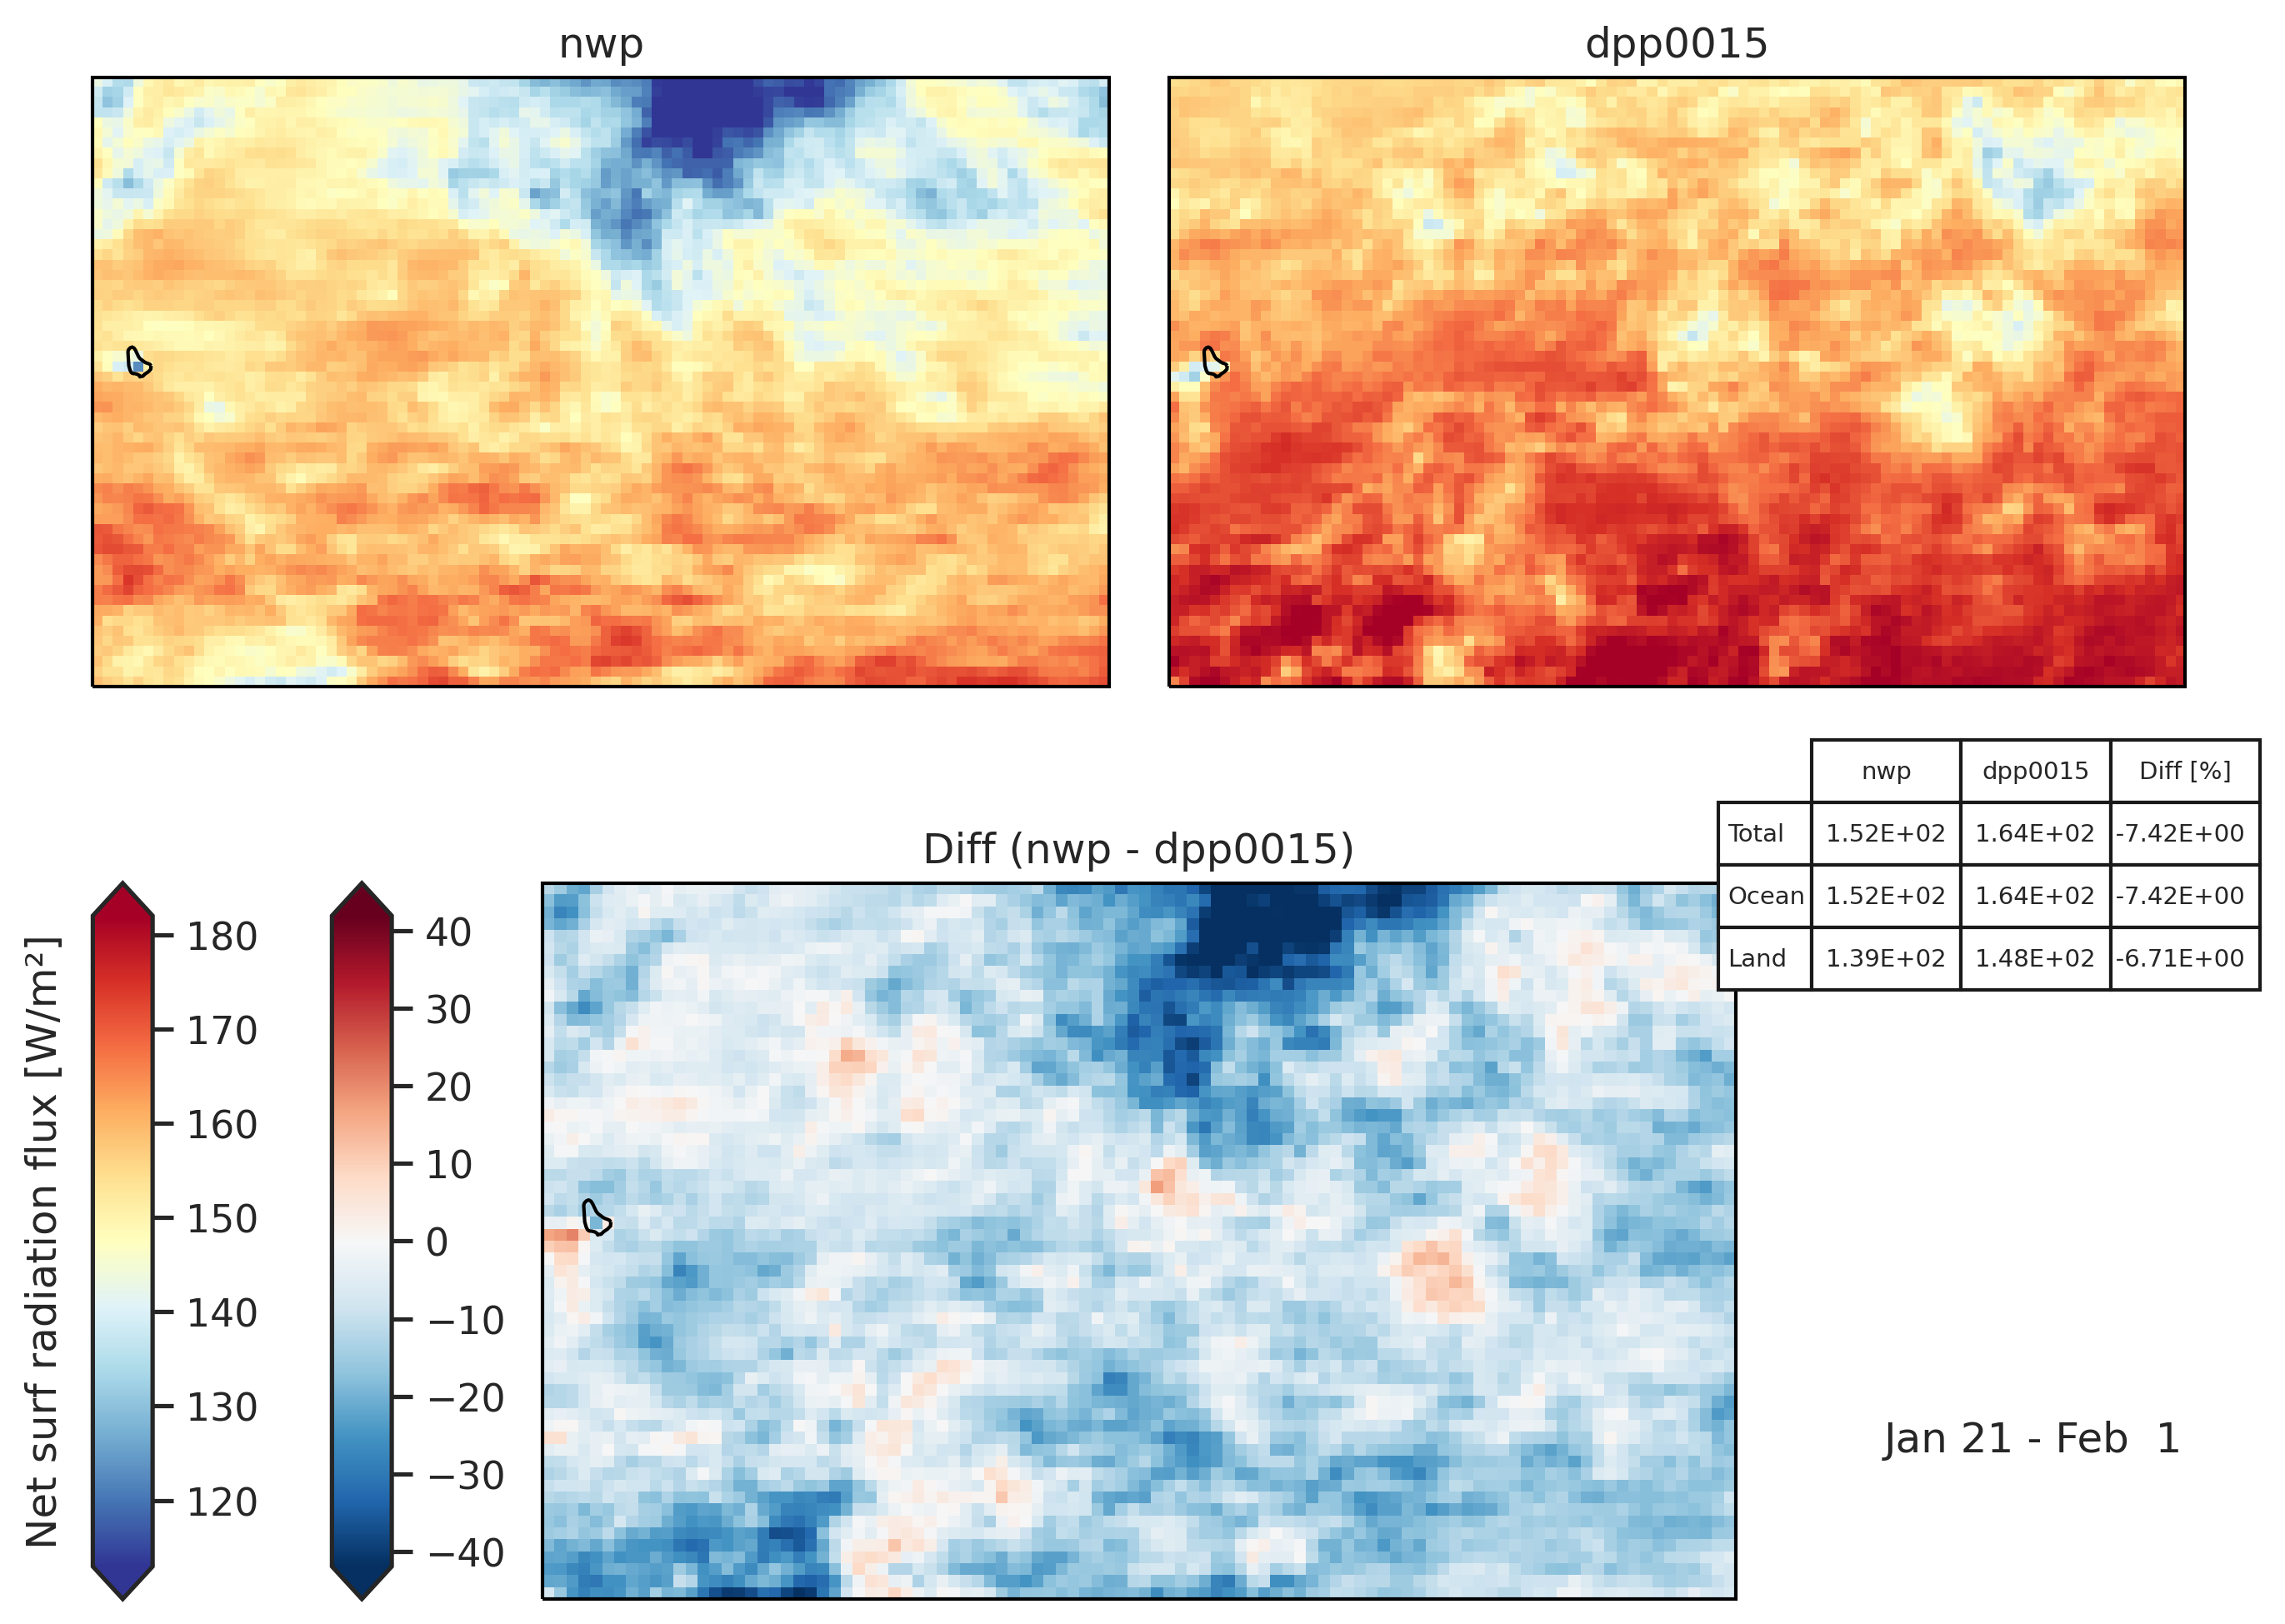 nwp
dpp0015
nwp dpp0015 Diff [%]
Total 1.52E+02 1.64E+02 -7.42E+00
Ocean 1.52E+02 1.64E+02 -7.42E+00
Land 1.39E+02 1.48E+02 -6.71E+00
Diff (nwp - dpp0015)
Net surf radiation flux [W/m²]
180
170
160
150
140
130
120
40
30
20
10
0
−10
−20
−30
−40
Jan 21 - Feb  1